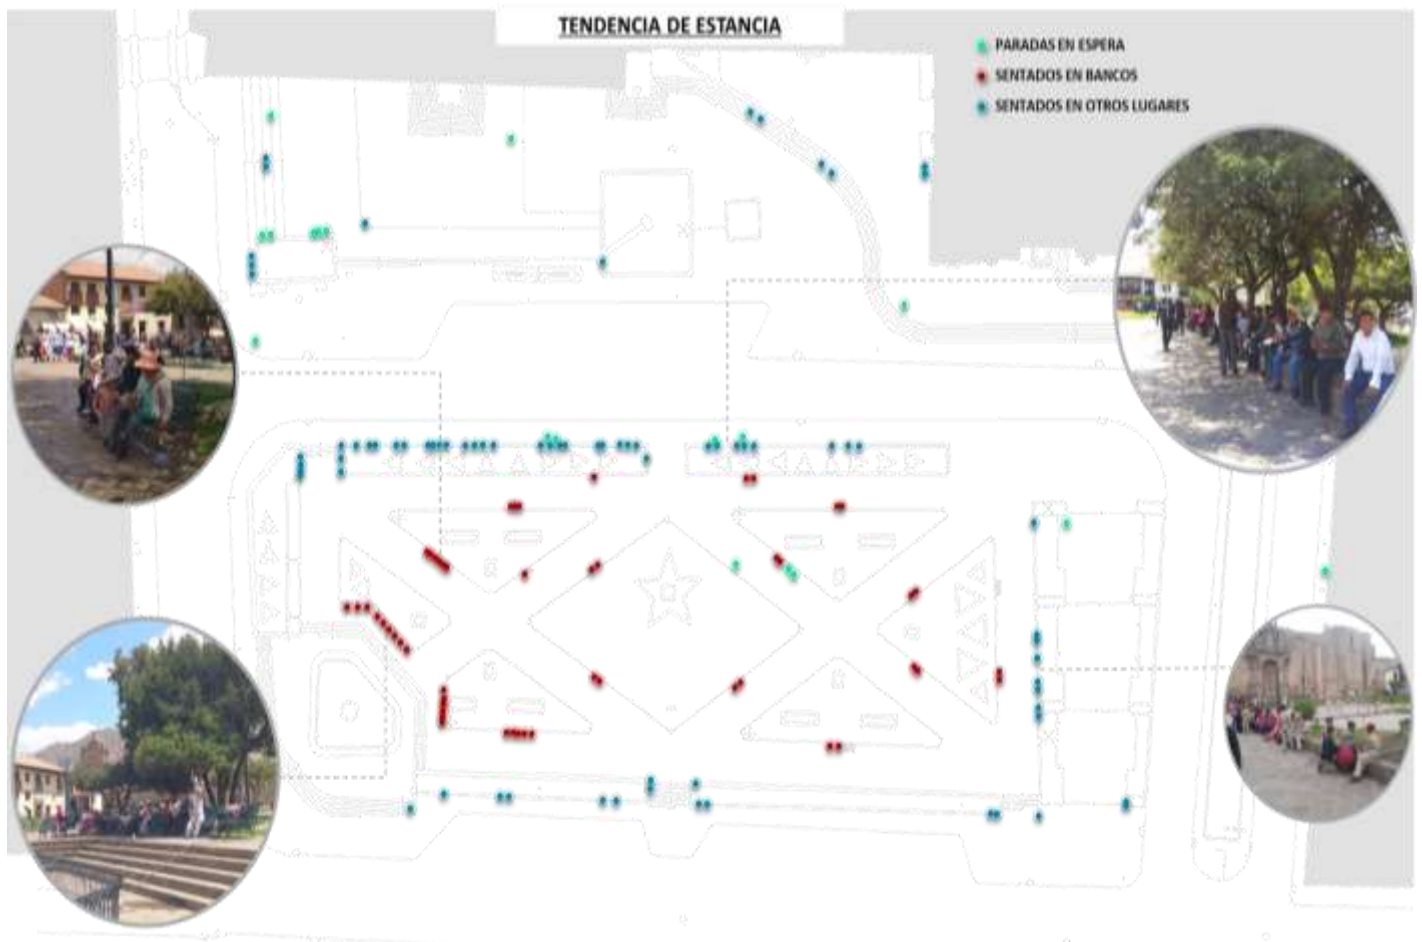 TENDENCIA DE ESTANCIA
PARADAS EN ESPERA
SENTADOS EN BANCOS
SENTADOS EN OTROS LUGARES